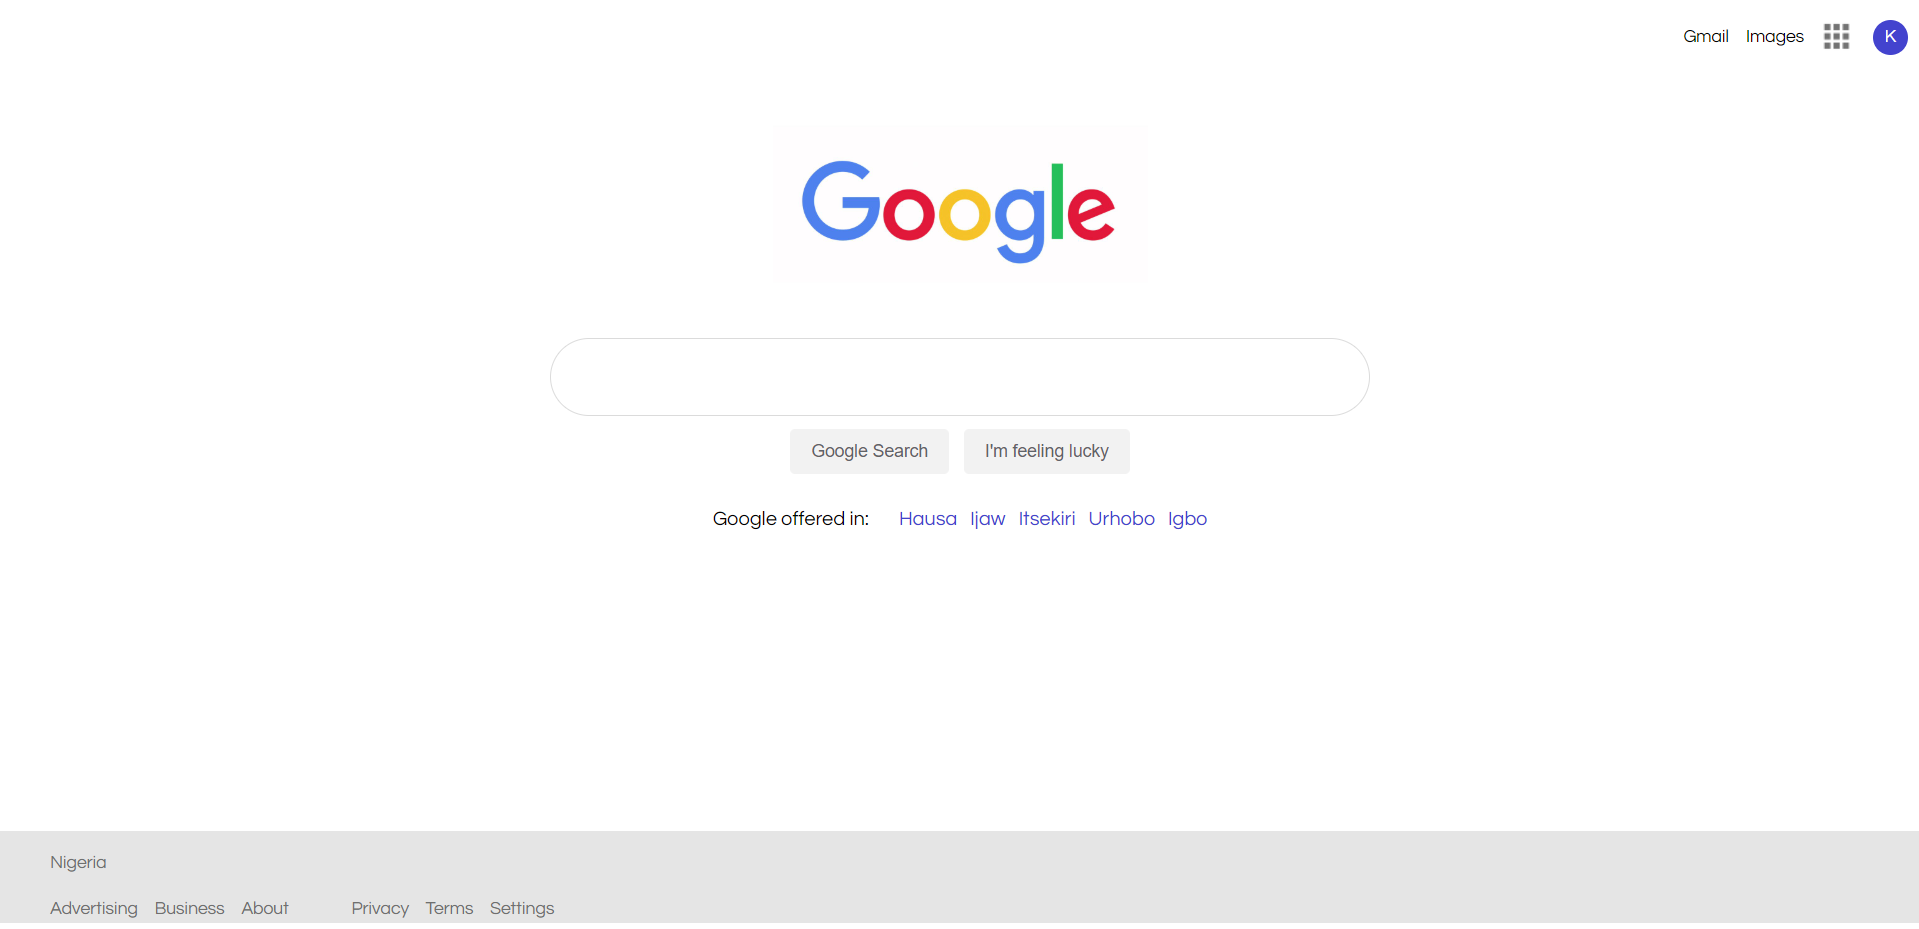 Gmail Images K
Google
Google Search I'm feeling lucky
Google offered in: Hausa Ijaw Itsekiri Urhobo Igbo
Nigeria
Advertising Business About Privacy Terms Settings